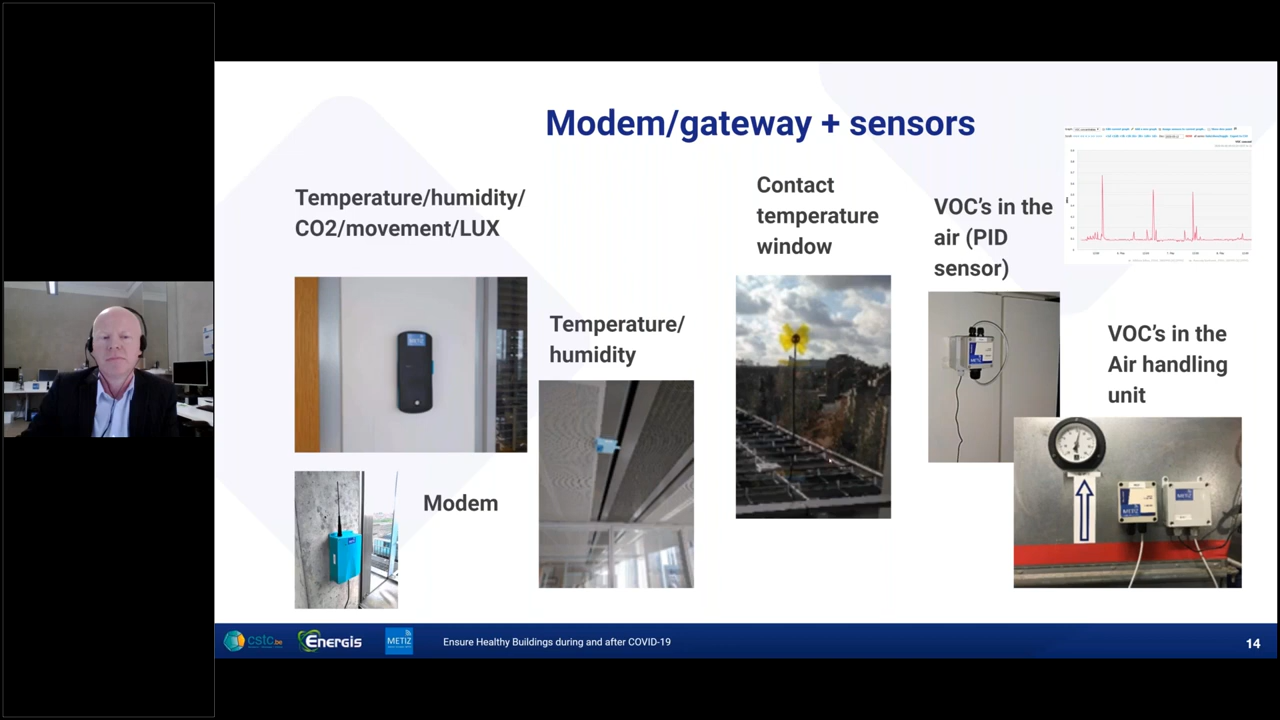 Modem/gateway + sensors
Temperature/humidity/
CO2/movement/LUX
Temperature/
humidity
Modem
Contact
temperature
window
VOC's in the
air (PID
sensor)
VOC's in the
Air handling
unit
METIZ
METIZ
cstc.be
Energis
METIZ
Ensure Healthy Buildings during and after COVID-19
14